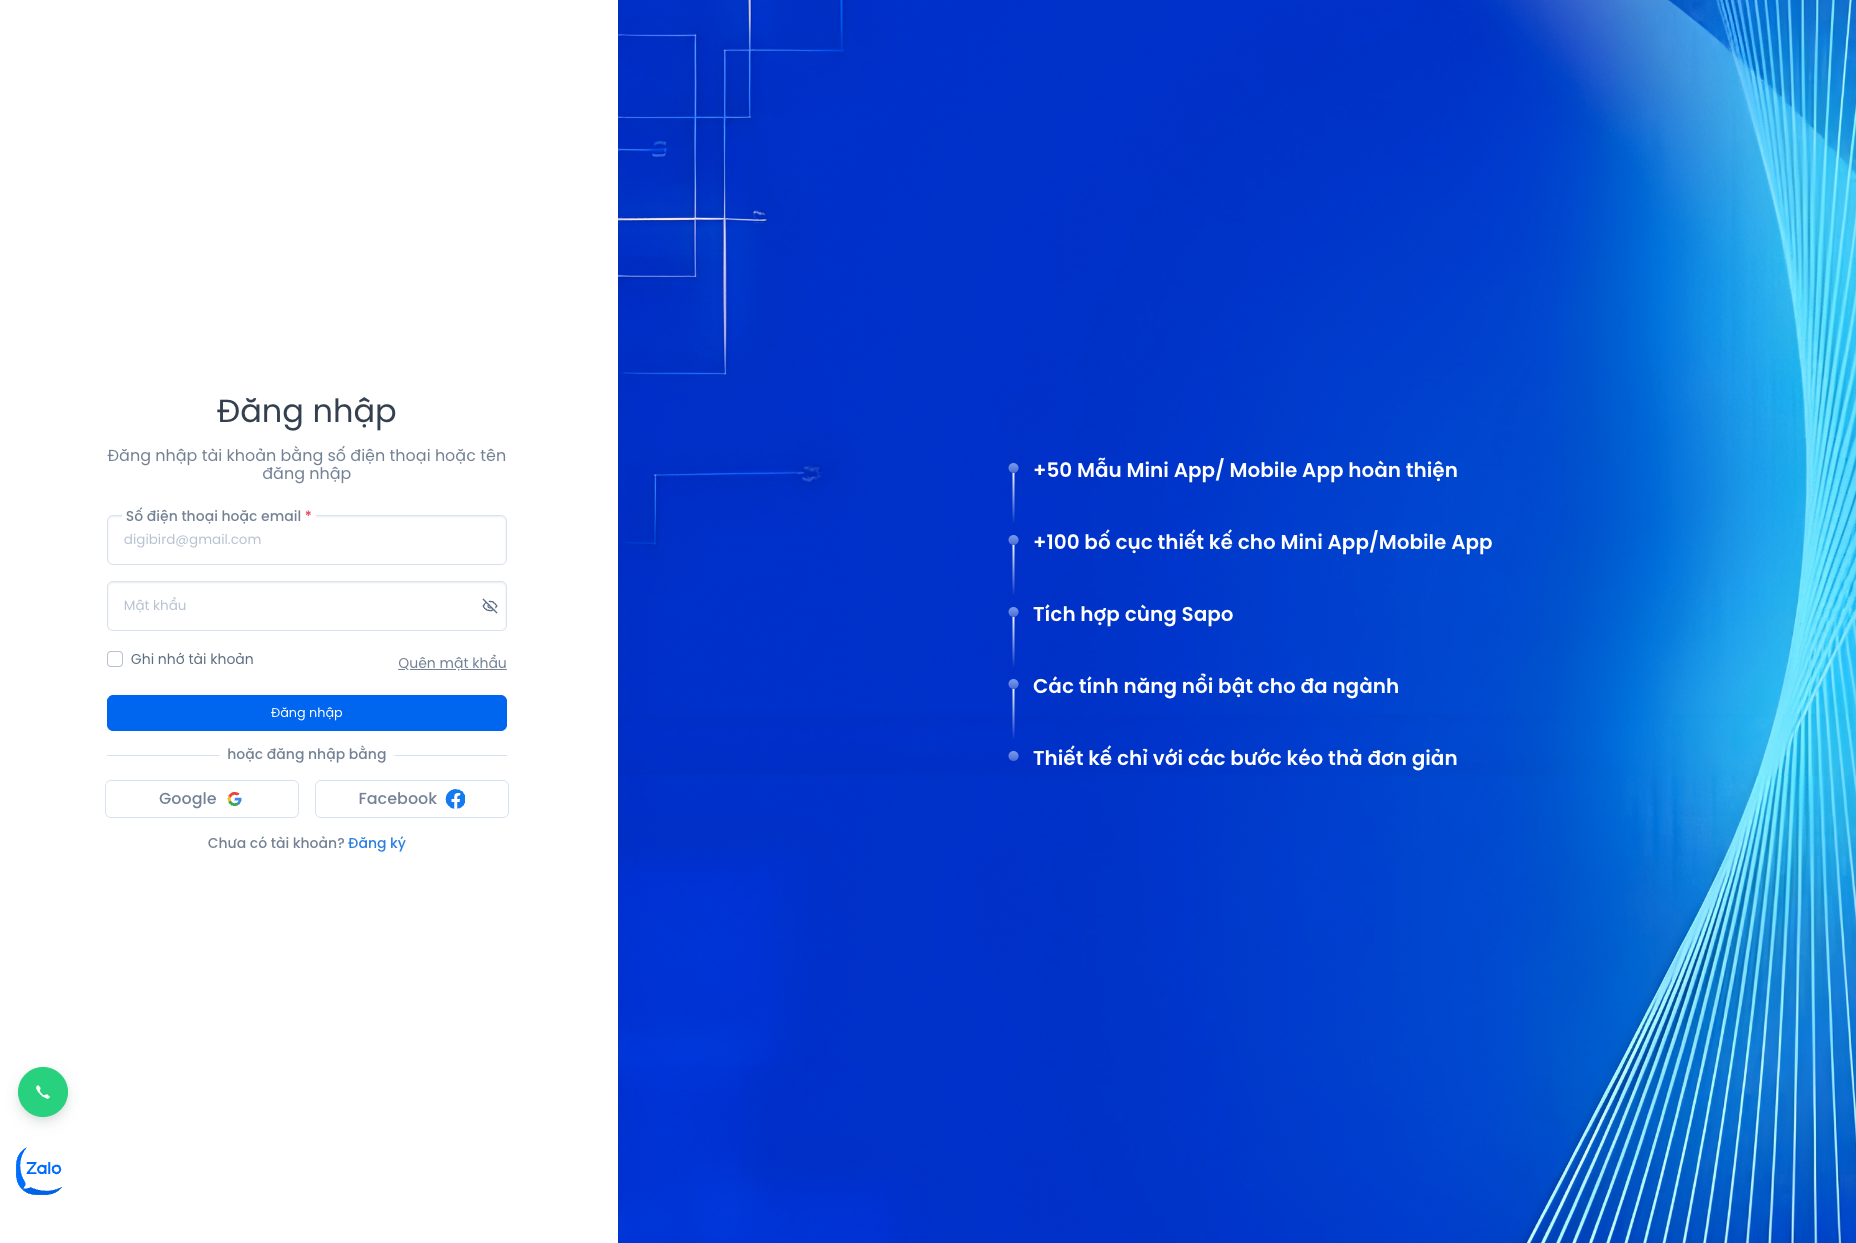 Đăng nhập
Đăng nhập tài khoản bằng số điện thoại hoặc tên
đăng nhập
Số điện thoại hoặc email *
digibird@gmail.com
Mật khẩu
Ghi nhớ tài khoản
Quên mật khẩu
Đăng nhập
hoặc đăng nhập bằng
Google
Facebook
Chưa có tài khoản? Đăng ký
Zalo
+50 Mẫu Mini App/ Mobile App hoàn thiện
+100 bố cục thiết kế cho Mini App/Mobile App
Tích hợp cùng Sapo
Các tính năng nổi bật cho đa ngành
Thiết kế chỉ với các bước kéo thả đơn giản